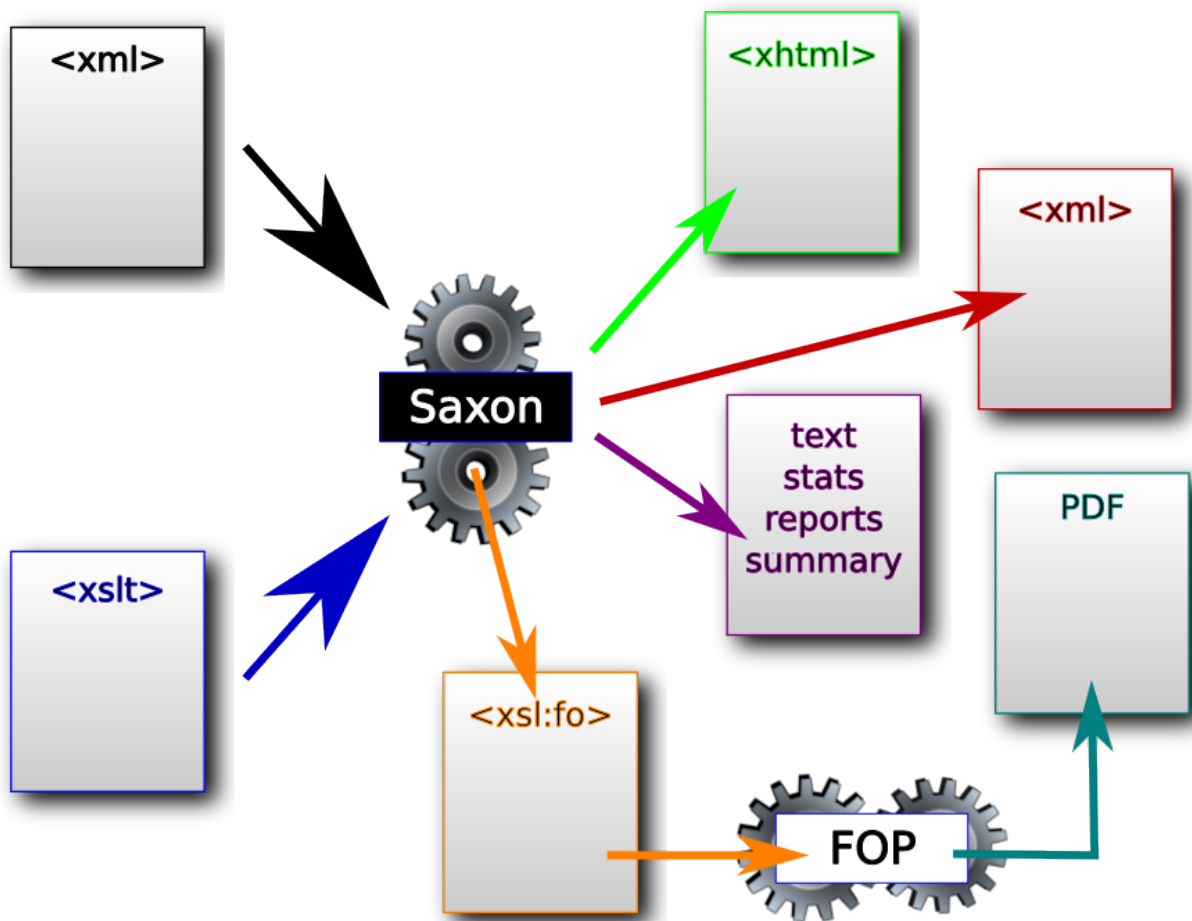 <xml>
<xhtml>
<xml>
Saxon
text
stats
reports
summary
PDF
<xslt>
<xsl:fo>
FOP